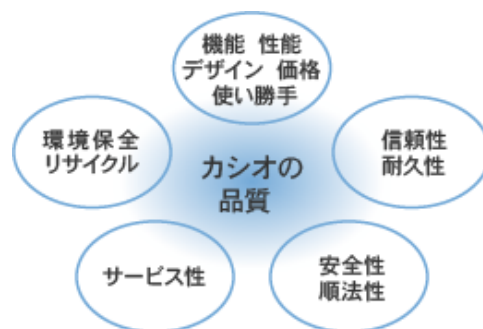 機能 性能
デザイン 価格
使い勝手
環境保全
リサイクル
カシオの
品質
信頼性
耐久性
サービス性
安全性
順法性